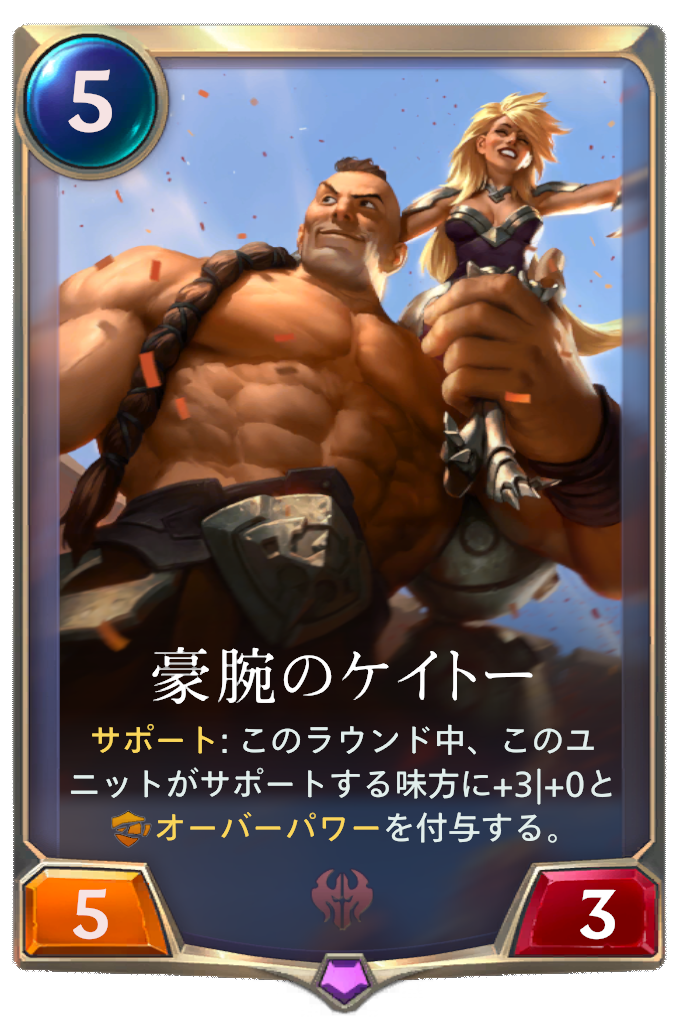 5
豪腕のケイトー
サポート: このラウンド中、このユ
ニットがサポートする味方に+3|+0と
オーバーパワーを付与する。
5
3